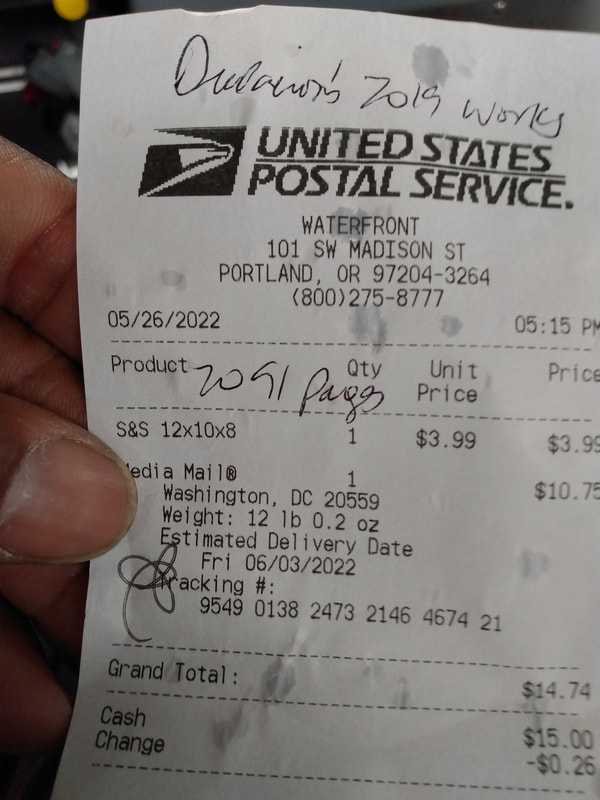 2019 works
UNITED STATES
POSTAL SERVICE.
WATERFRONT
101 SW MADISON ST
PORTLAND, OR 97204-3264
(800)275-8777
05/26/2022 05:15 PM
Product Qty Unit Price
Price
2091 pages
S&S 12x10x8 1 $3.99 $3.99
edia Mail® 1 $10.75
Washington, DC 20559
Weight: 12 lb 0.2 oz
Estimated Delivery Date
Fri 06/03/2022
Tracking #:
9549 0138 2473 2146 4674 21
Grand Total: $14.74
Cash $15.00
Change -$0.26